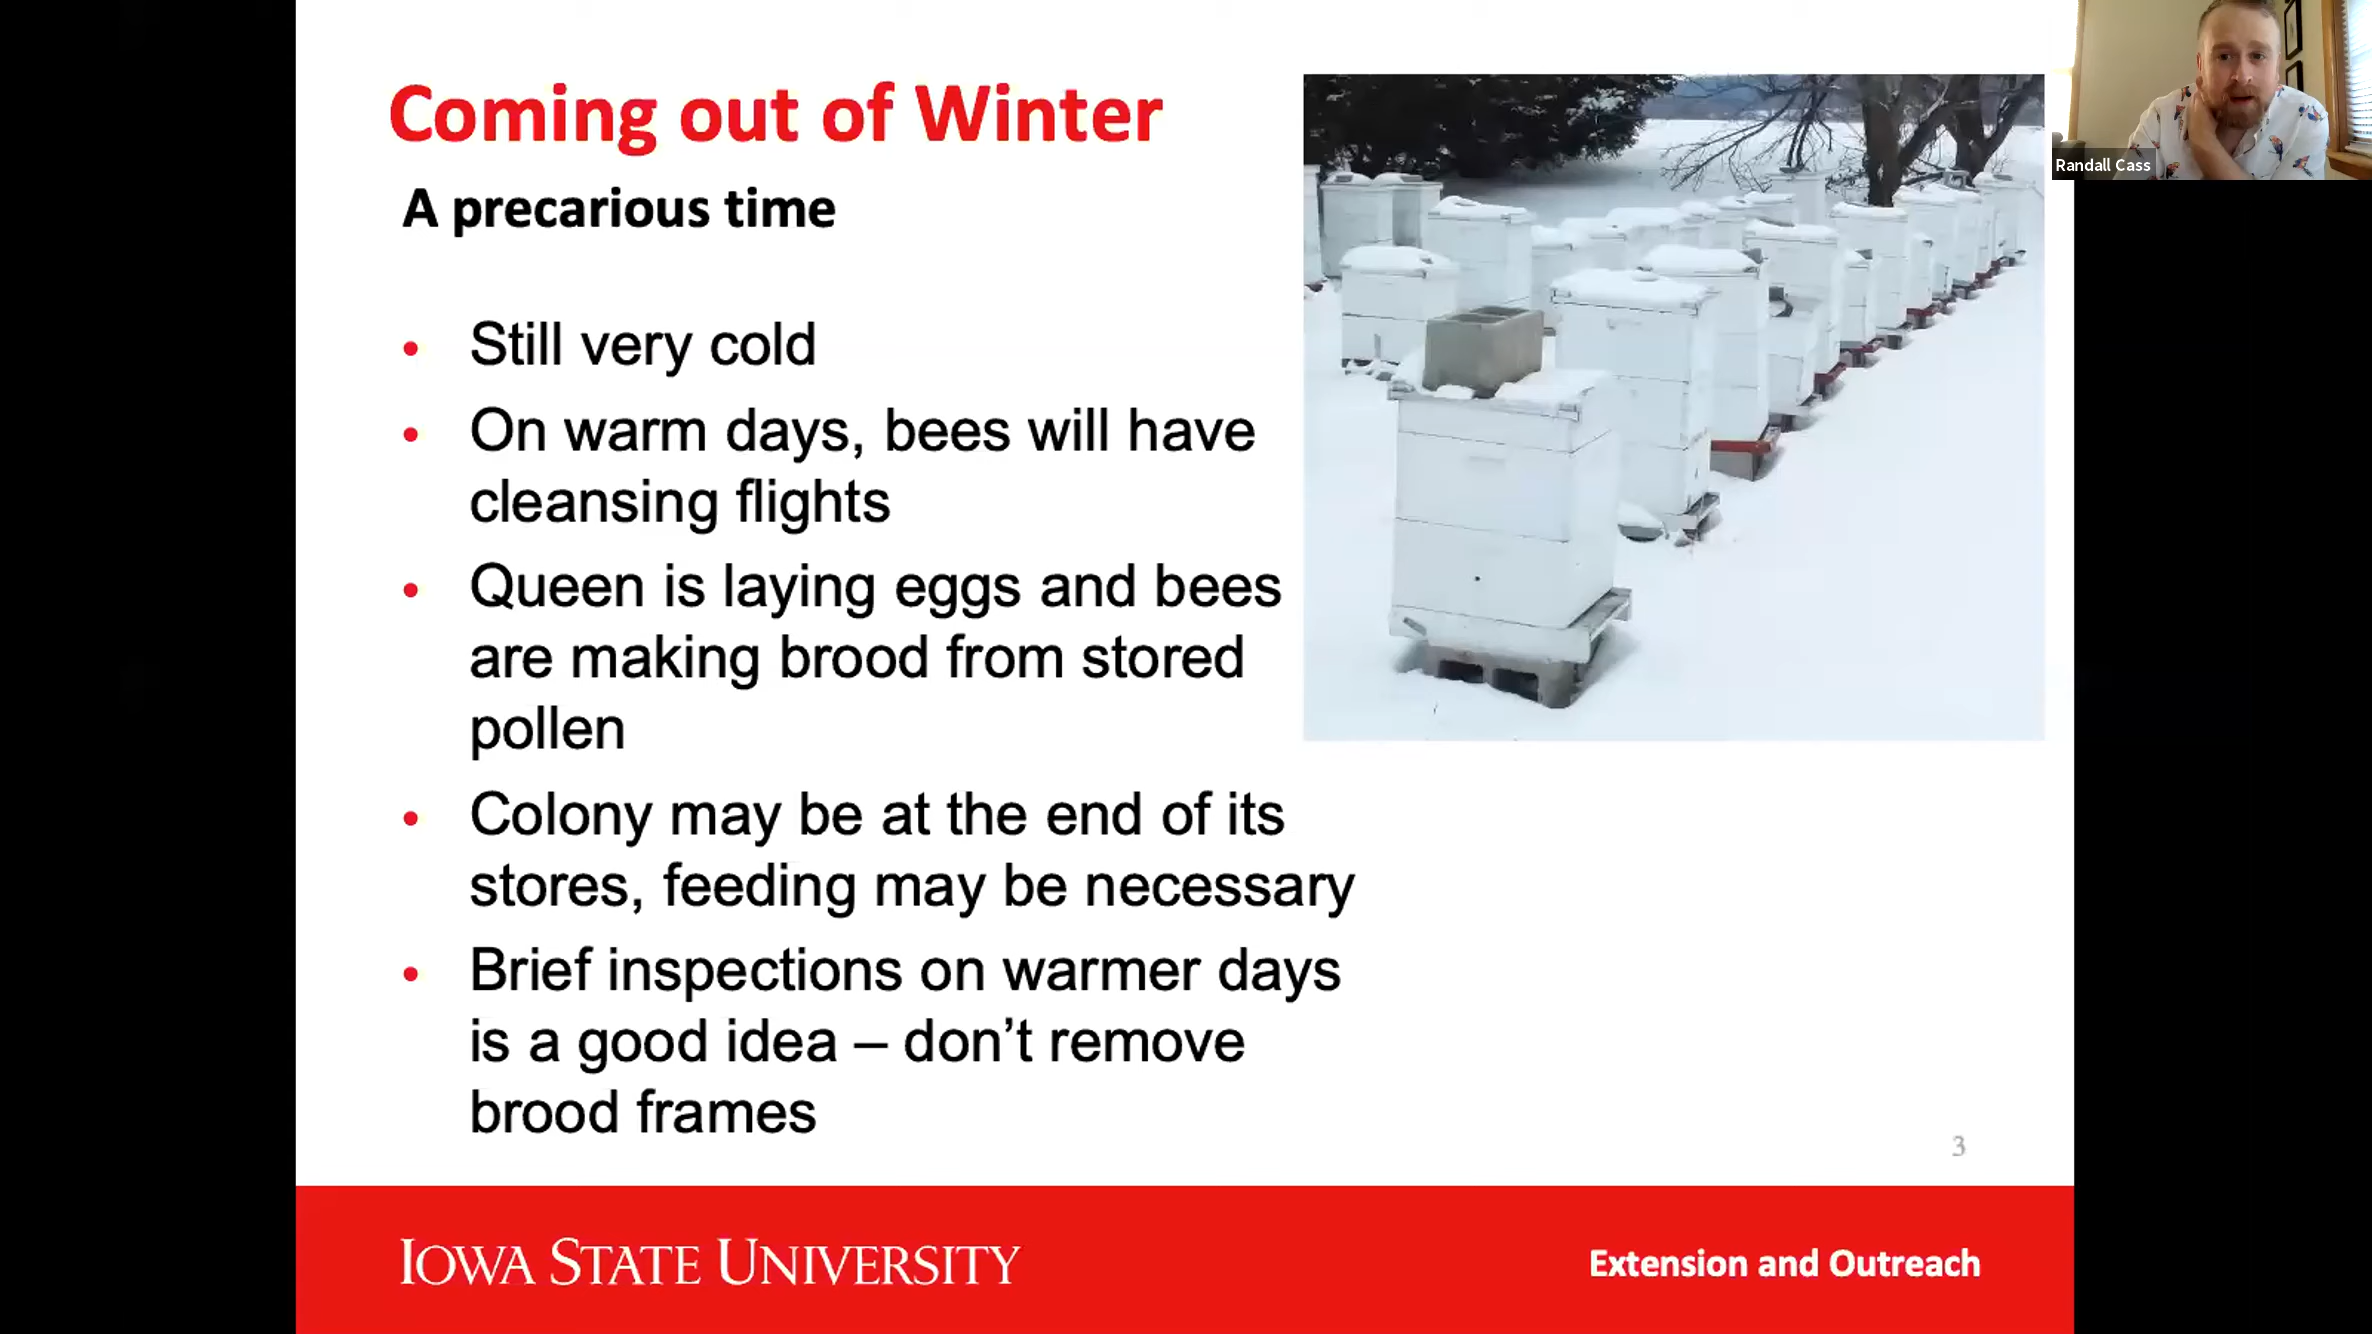 Coming out of Winter
A precarious time
• Still very cold
• On warm days, bees will have
cleansing flights
• Queen is laying eggs and bees
are making brood from stored
pollen
• Colony may be at the end of its
stores, feeding may be necessary
• Brief inspections on warmer days
is a good idea – don’t remove
brood frames
3
IOWA STATE UNIVERSITY
Extension and Outreach
Randall Cass